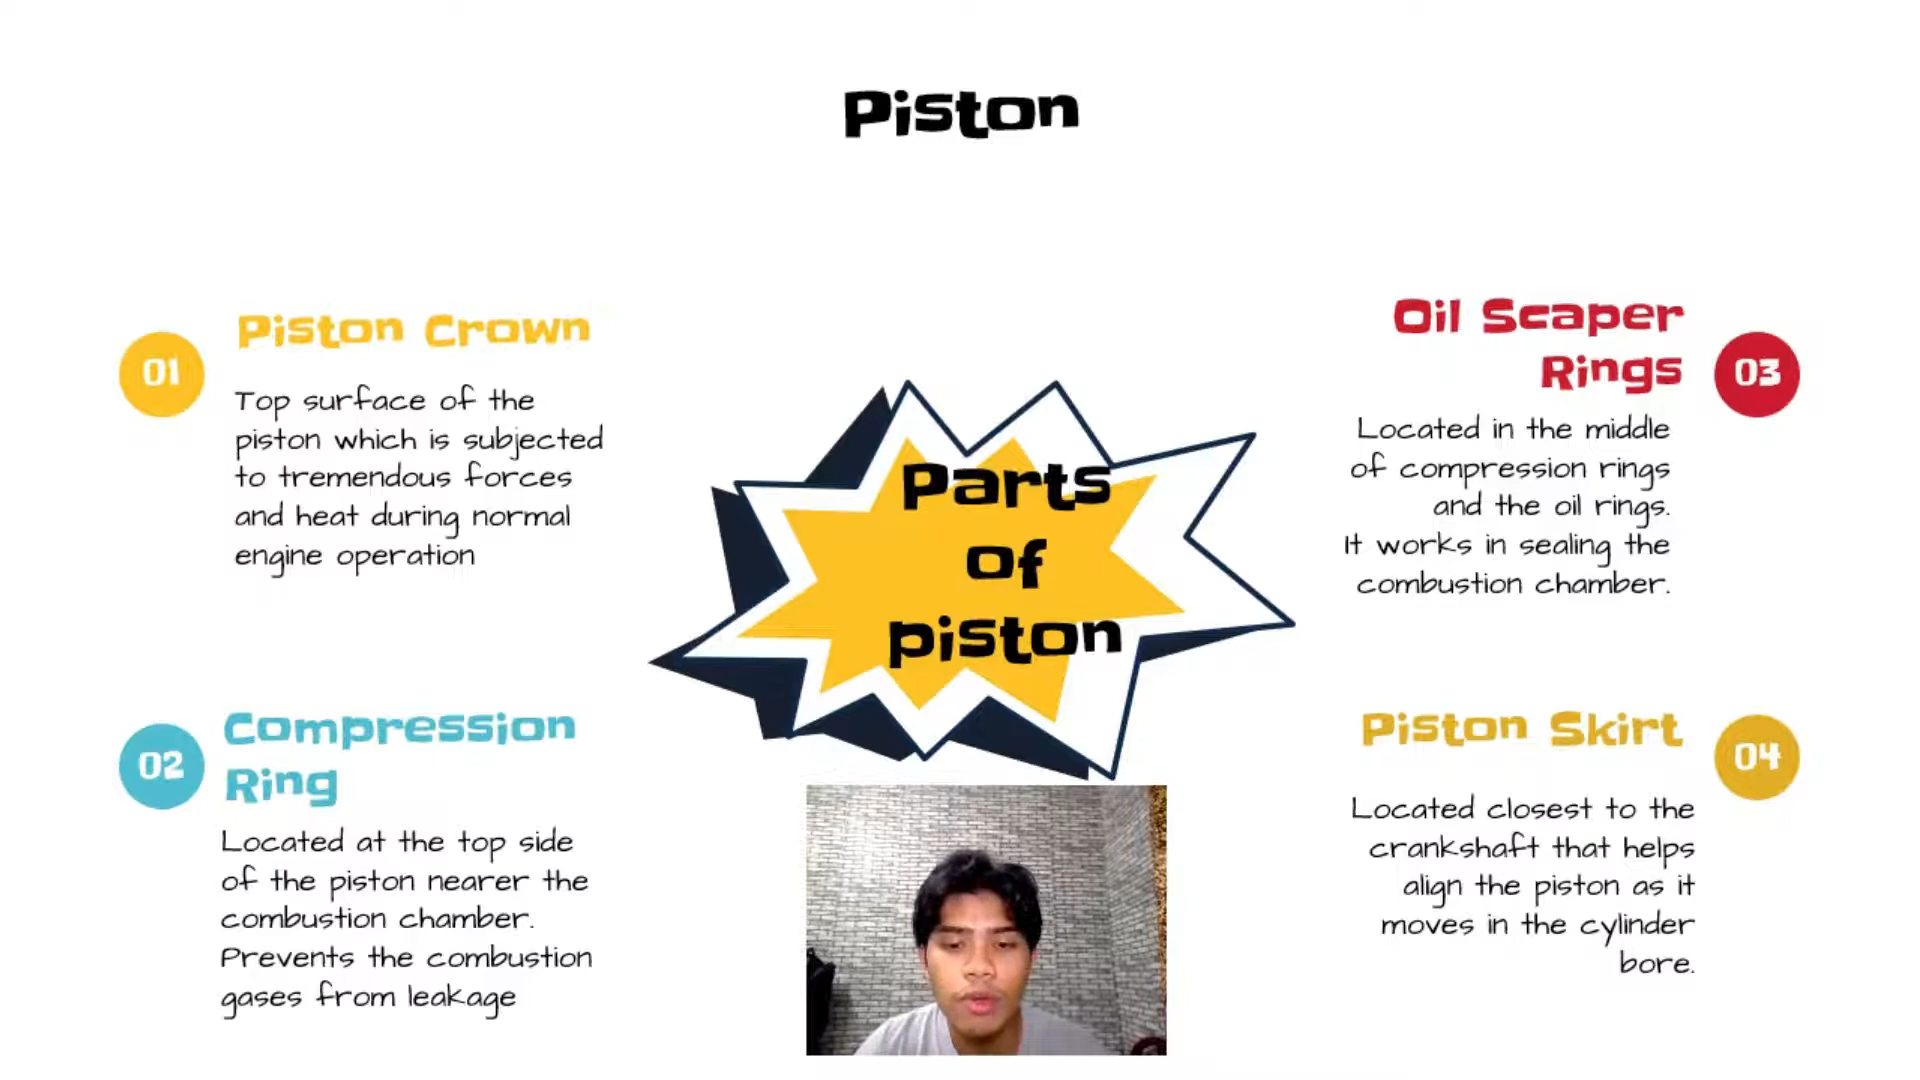 Piston
01
Piston Crown
Top surface of the
piston which is subjected
to tremendous forces
and heat during normal
engine operation
02
Compression
Ring
Located at the top side
of the piston nearer the
combustion chamber.
Prevents the combustion
gases from leakage
Parts
of
piston
Oil Scaper
Rings
03
Located in the middle
of compression rings
and the oil rings.
It works in sealing the
combustion chamber.
Piston Skirt
04
Located closest to the
crankshaft that helps
align the piston as it
moves in the cylinder
bore.